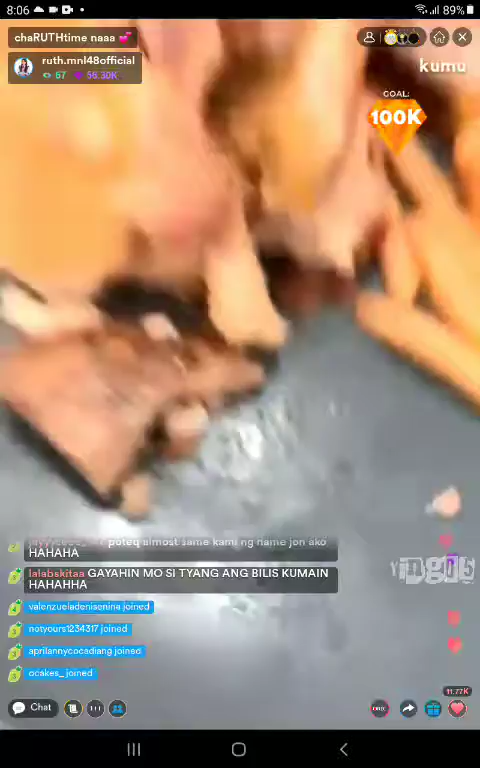 8:06
89%
chaRUTHtime naaa 💕
ruth.mnl48official
67
56.30K
kumu
GOAL:
100K
poteq almost same kami ng name jon ako
HAHAHA
lalabskitaa GAYAHIN MO SI TYANG ANG BILIS KUMAIN
HAHAHHA
valenzueladenisenina joined
notyours1234317 joined
aprilannycocadiang joined
ocakes_ joined
11.77K
Chat